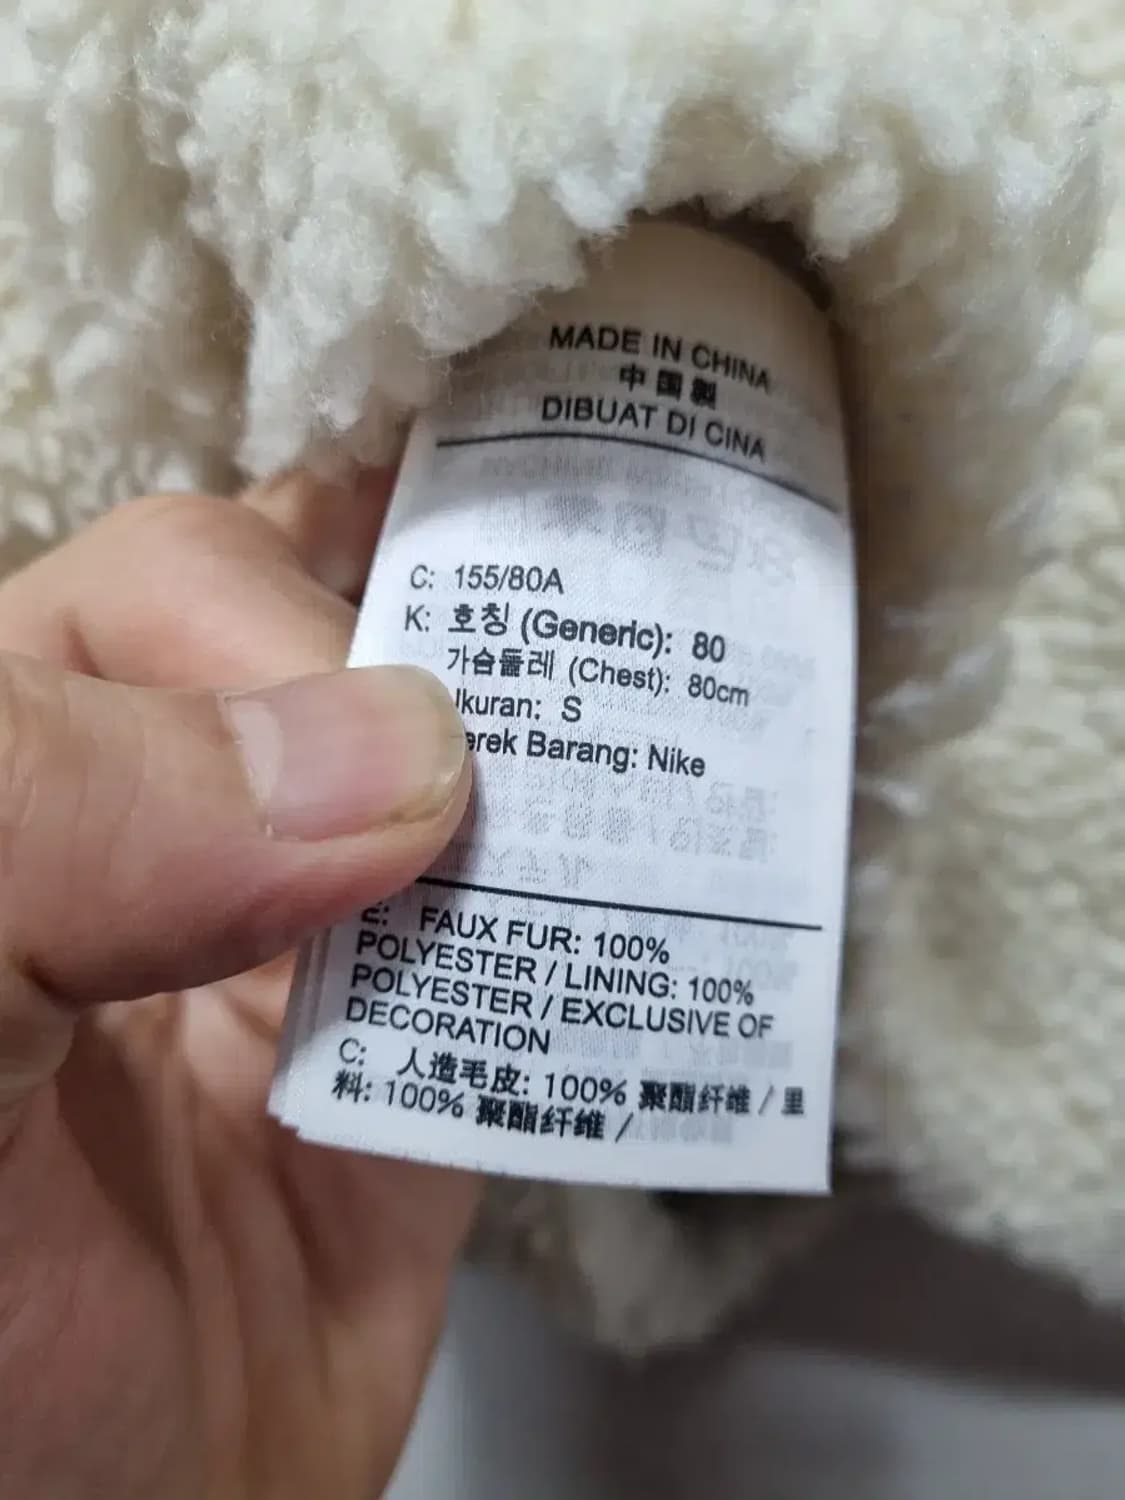 MADE IN CHINA
中国製
DIBUAT DI CINA
C: 155/80A
K: 호칭 (Generic): 80
가슴둘레 (Chest): 80cm
Ukuran: S
Merek Barang: Nike
E: FAUX FUR: 100%
POLYESTER / LINING: 100%
POLYESTER / EXCLUSIVE OF
DECORATION
C: 人造毛皮: 100% 聚酯纤维 / 里
料: 100% 聚酯纤维 /